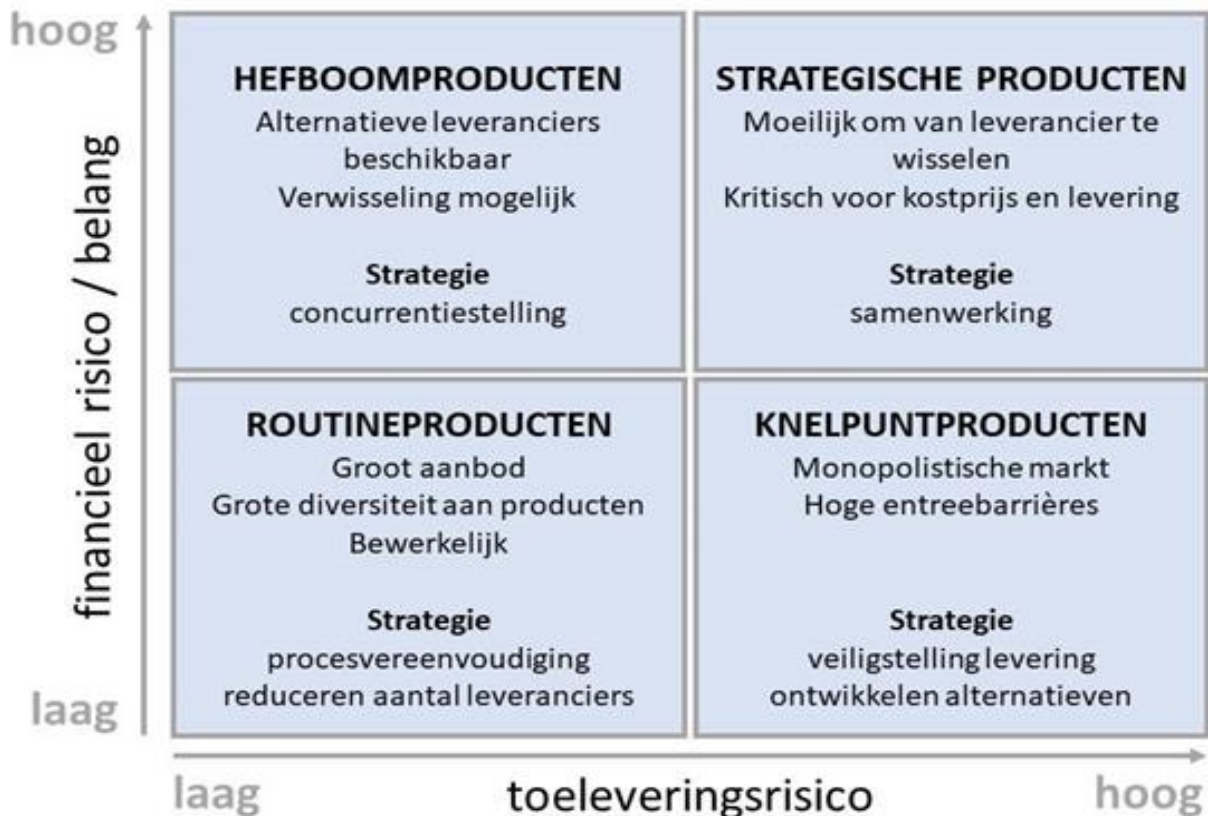 hoog
HEFBOOMPRODUCTEN
Alternatieve leveranciers
beschikbaar
Verwisseling mogelijk
Strategie
concurrentiestelling
STRATEGISCHE PRODUCTEN
Moeilijk om van leverancier te
wisselen
Kritisch voor kostprijs en levering
Strategie
samenwerking
financieel risico / belang
ROUTINEPRODUCTEN
Groot aanbod
Grote diversiteit aan producten
Bewerkelijk
Strategie
procesvereenvoudiging
reduceren aantal leveranciers
KNELPUNTPRODUCTEN
Monopolistische markt
Hoge entreebarrières
Strategie
veiligstelling levering
ontwikkelen alternatieven
laag
laag
toeleveringsrisico
hoog